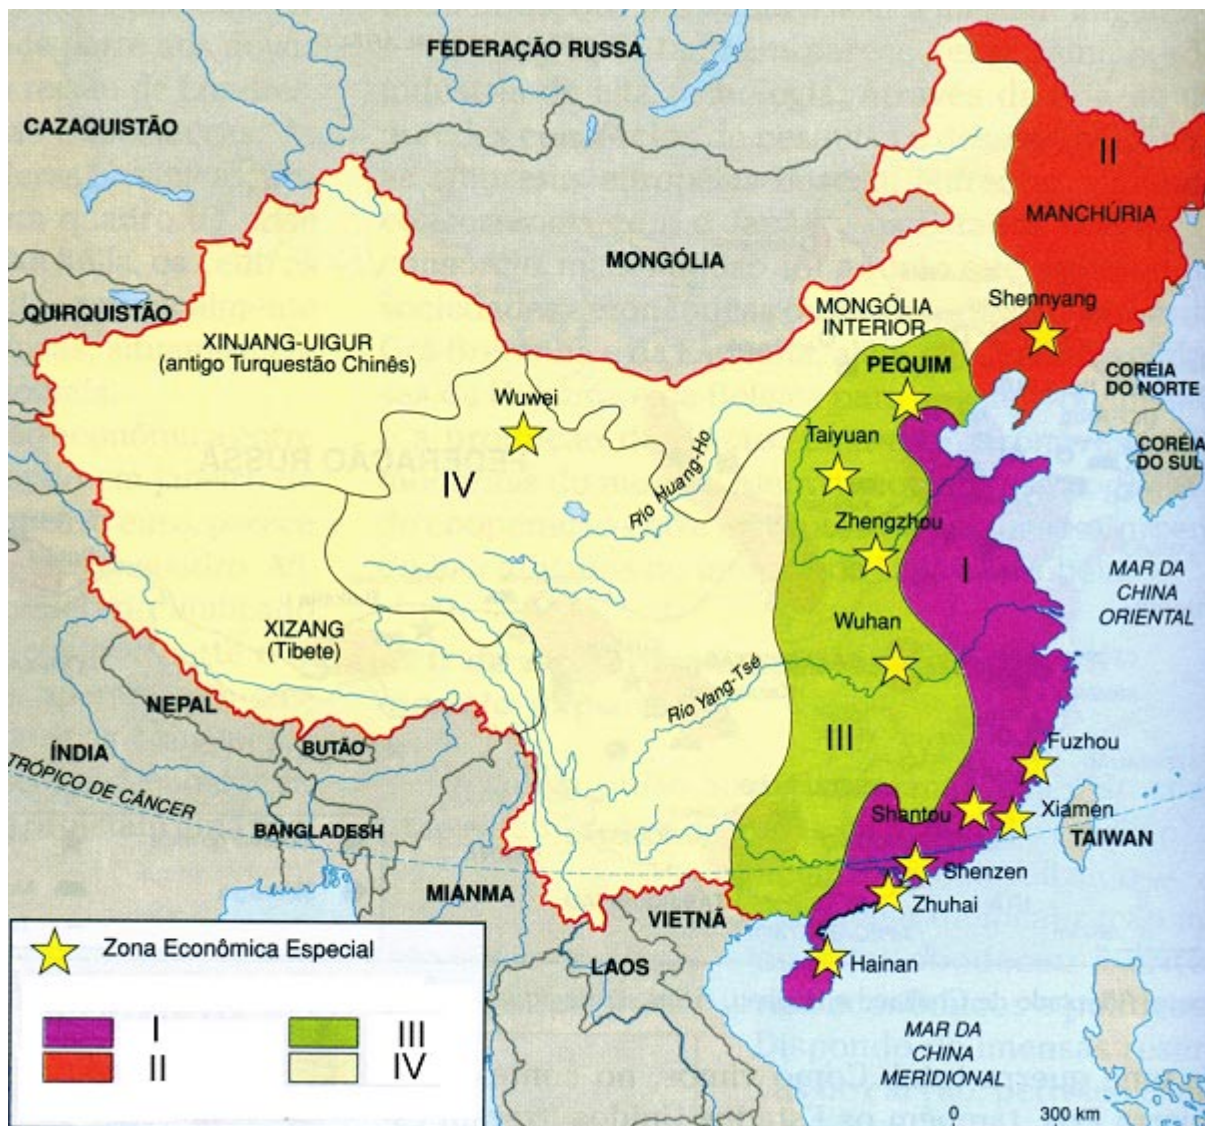 FEDERAÇÃO RUSSA
CAZAQUISTÃO
II
MANCHÚRIA
MONGÓLIA
QUIRQUISTÃO
Shennyang
MONGÓLIA
INTERIOR
XINJANG-UIGUR
(antigo Turquestão Chinês)
PEQUIM
CORÉIA
DO NORTE
Wuwei
Taiyuan
CORÉIA
DO SUL
IV
Rio Huang-Ho
Zhengzhou
I
MAR DA
CHINA
ORIENTAL
XIZANG
(Tibete)
Wuhan
Rio Yang-Tsé
NEPAL
III
BUTÃO
ÍNDIA
Fuzhou
TRÓPICO DE CÂNCER
Shantou
Xiamen
BANGLADESH
TAIWAN
MIANMA
Shenzen
VIETNÃ
Zhuhai
Zona Econômica Especial
LAOS
Hainan
I
III
II
IV
MAR DA
CHINA
MERIDIONAL
0 300 km